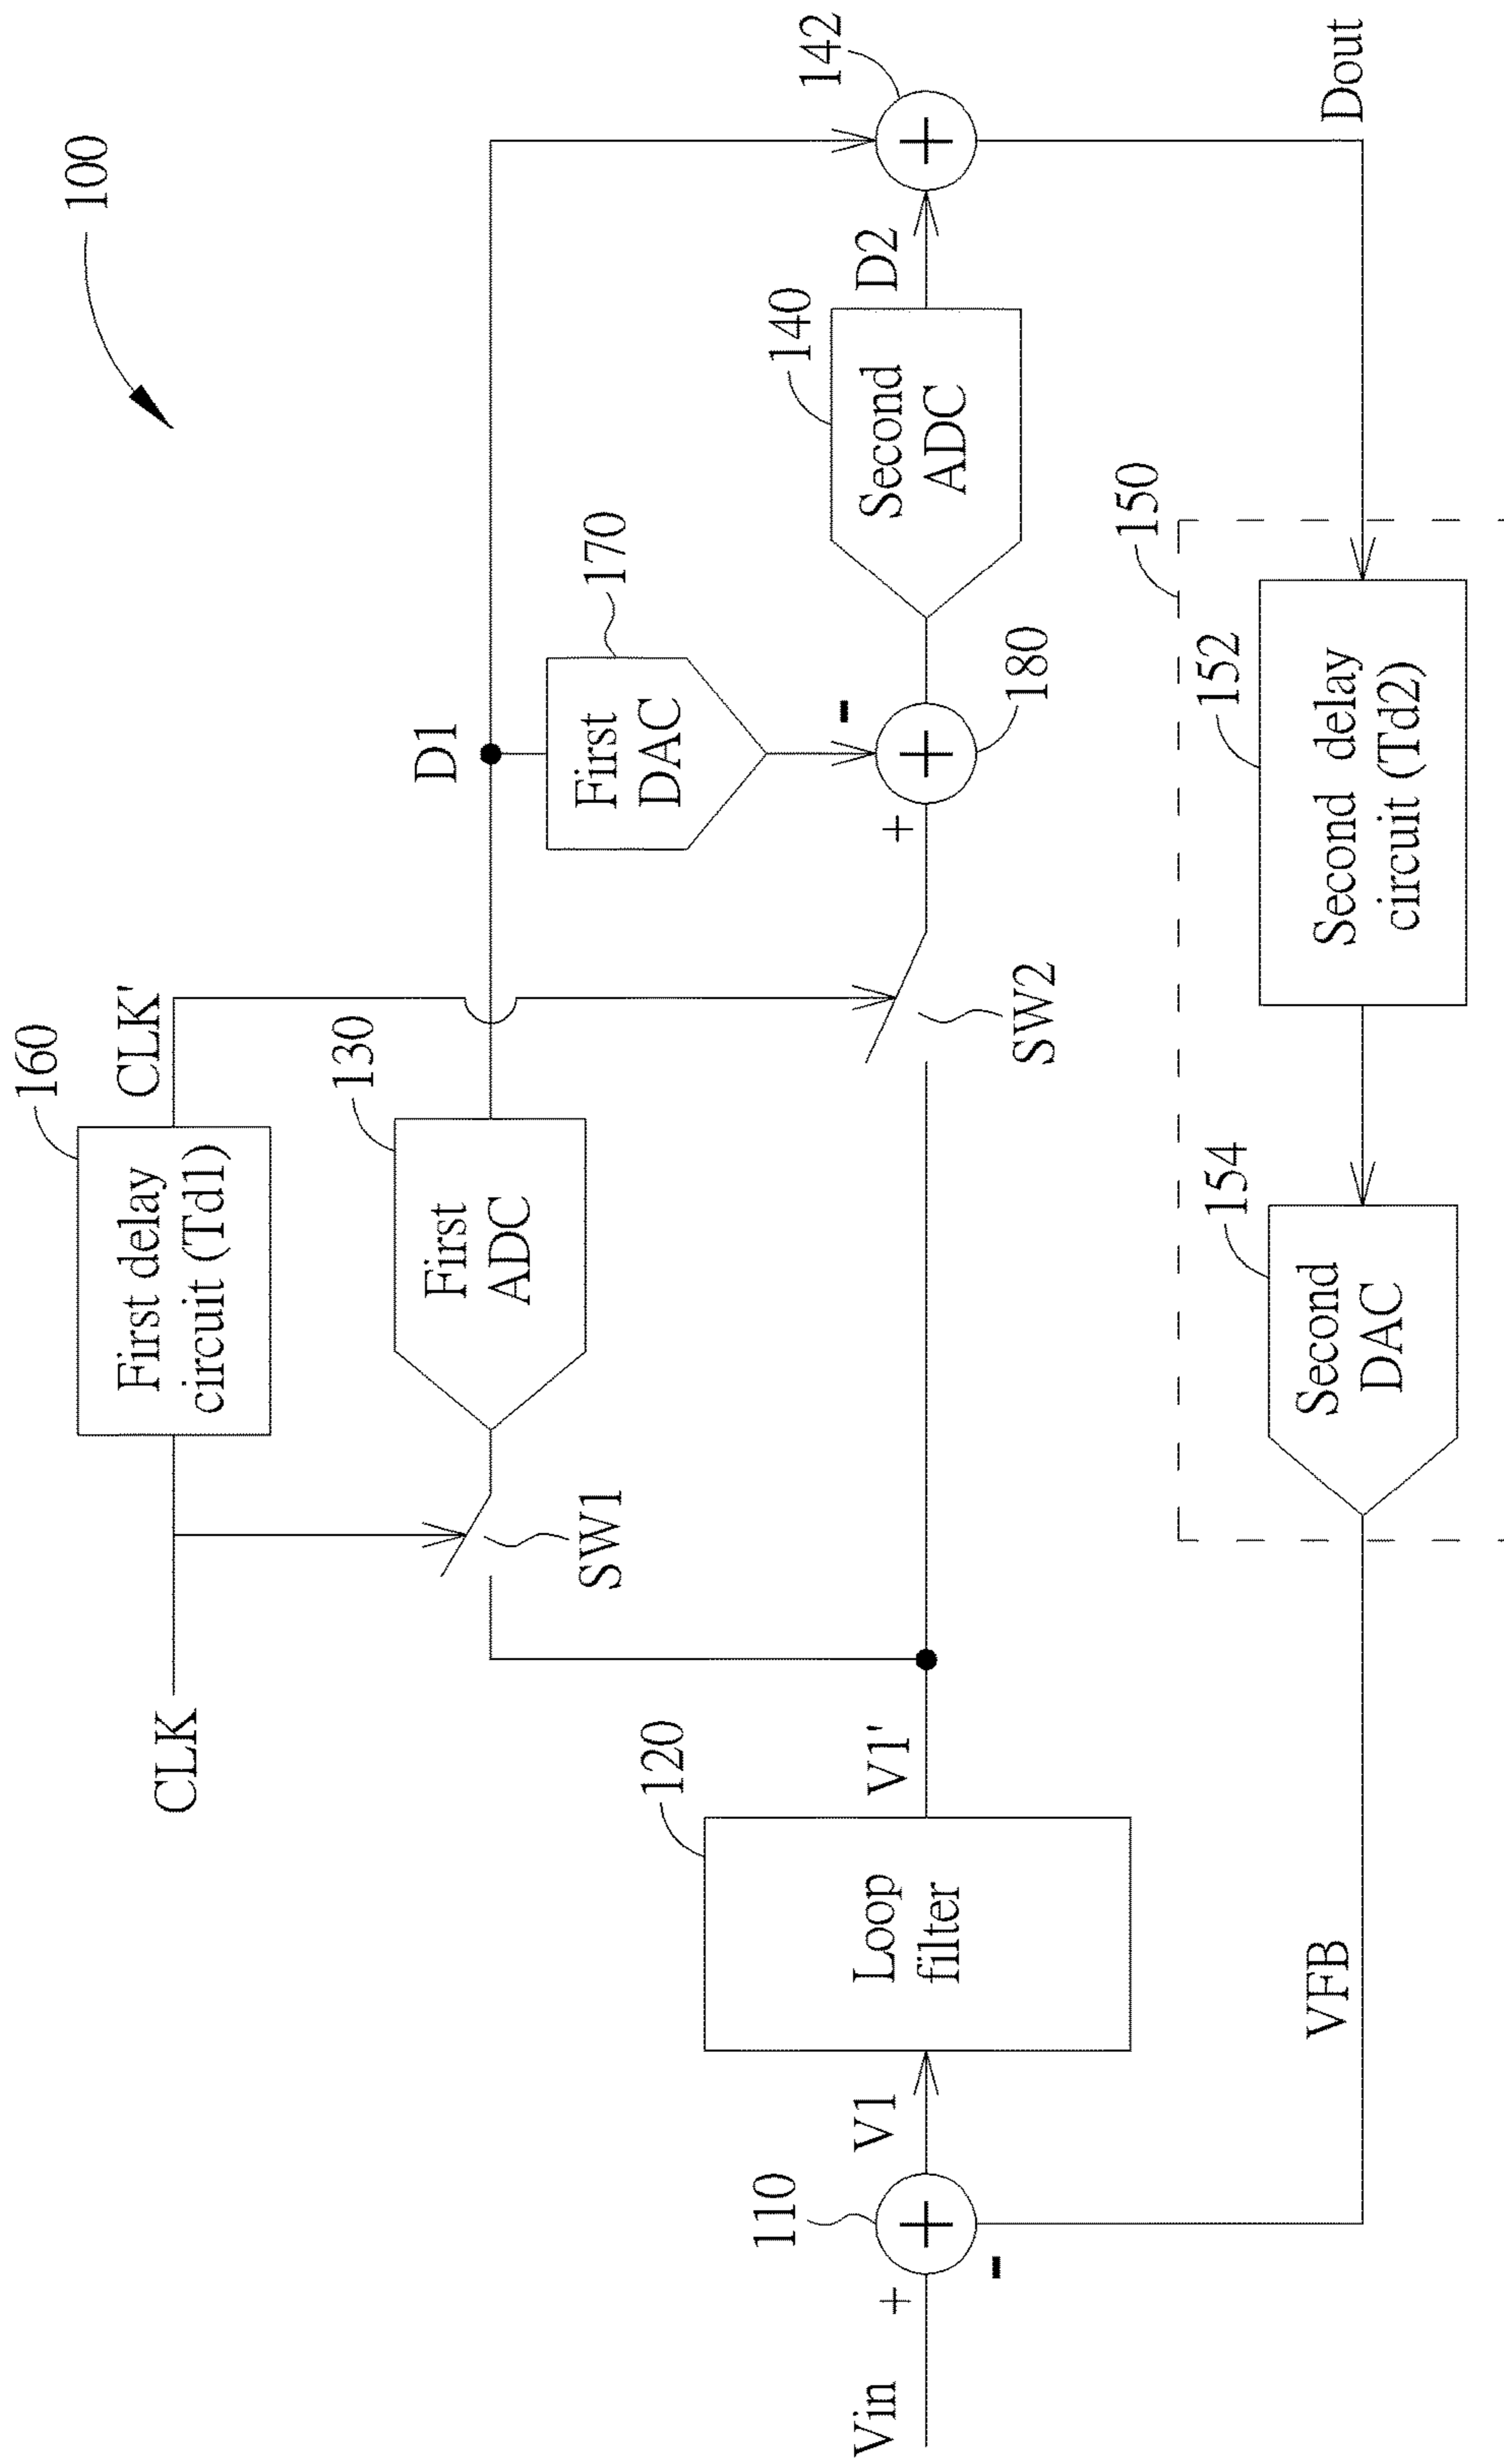 100
160
First delay
circuit (Td1)
CLK
CLK'
130
First
ADC
SW1
D1
170
First
DAC
-
142
+
120
Loop
filter
110
Vin
+
+
-
V1
V1'
SW2
+
+
180
140
Second
ADC
D2
150
154
Second
DAC
152
Second delay
circuit (Td2)
VFB
Dout